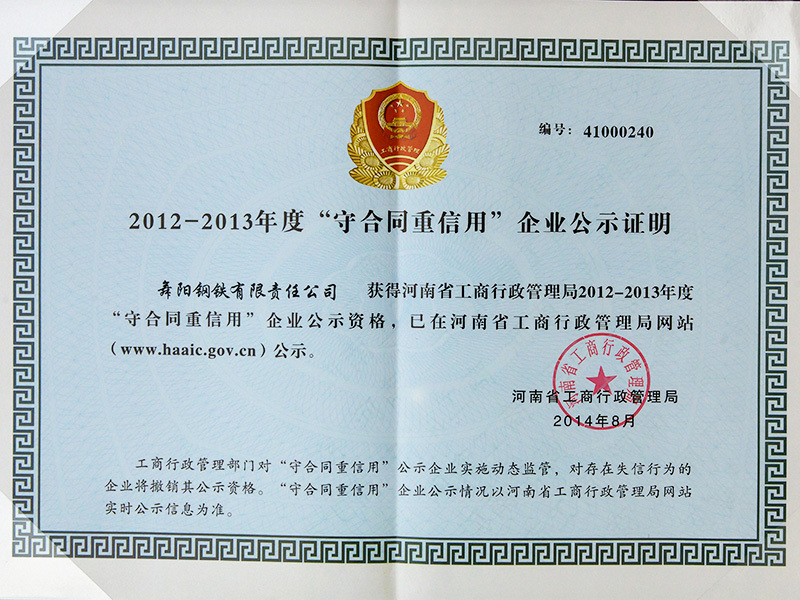 工商行政管理
编号：41000240
2012-2013年度“守合同重信用”企业公示证明
舞阳钢铁有限责任公司 获得河南省工商行政管理局2012-2013年度
“守合同重信用”企业公示资格，已在河南省工商行政管理局网站
（www.haaic.gov.cn）公示。
河南省工商行政管理局
河南省工商行政管理局
2014年8月
工商行政管理部门对“守合同重信用”公示企业实施动态监管，对存在失信行为的
企业将撤销其公示资格。“守合同重信用”企业公示情况以河南省工商行政管理局网站
实时公示信息为准。